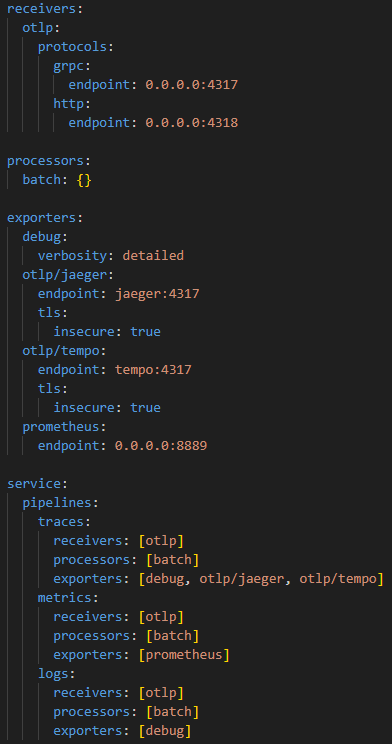 receivers:
  otlp:
    protocols:
      grpc:
        endpoint: 0.0.0.0:4317
      http:
        endpoint: 0.0.0.0:4318

processors:
  batch: {}

exporters:
  debug:
    verbosity: detailed
  otlp/jaeger:
    endpoint: jaeger:4317
    tls:
      insecure: true
  otlp/tempo:
    endpoint: tempo:4317
    tls:
      insecure: true
  prometheus:
    endpoint: 0.0.0.0:8889

service:
  pipelines:
    traces:
      receivers: [otlp]
      processors: [batch]
      exporters: [debug, otlp/jaeger, otlp/tempo]
    metrics:
      receivers: [otlp]
      processors: [batch]
      exporters: [prometheus]
    logs:
      receivers: [otlp]
      processors: [batch]
      exporters: [debug]